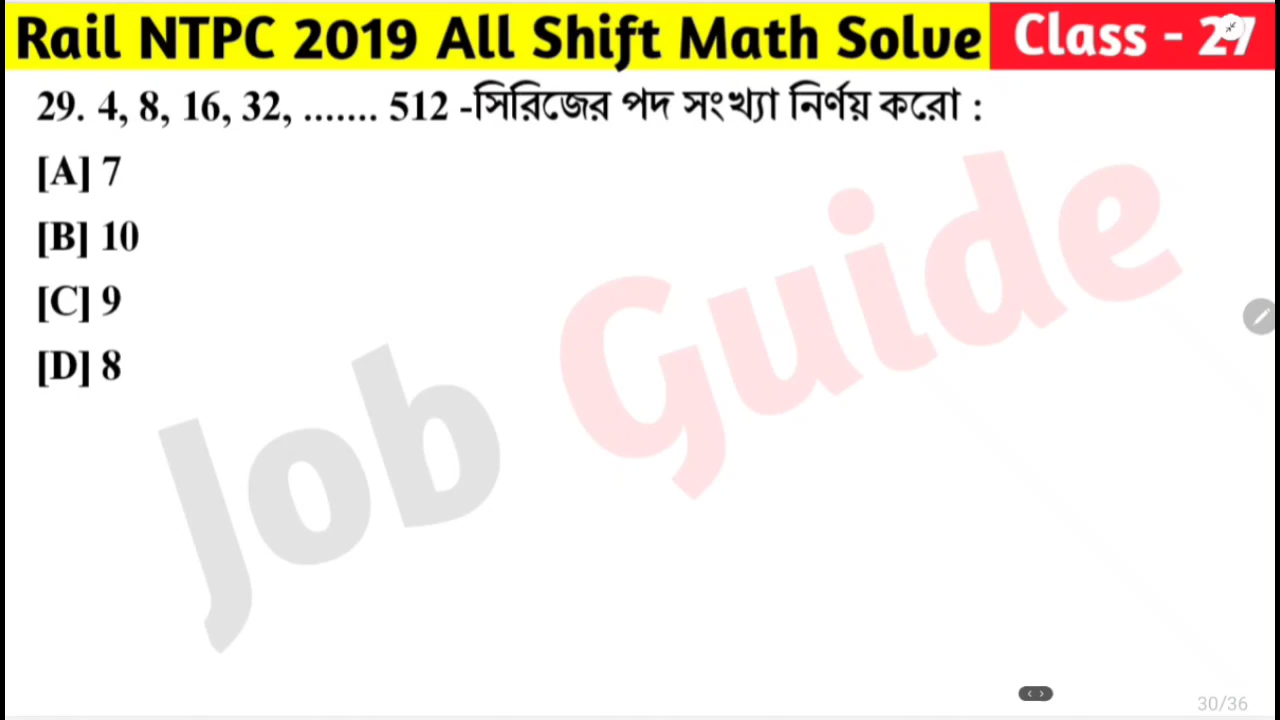 Rail NTPC 2019 All Shift Math Solve Class - 27
29. 4, 8, 16, 32, ....... 512 -সিরিজের পদ সংখ্যা নির্ণয় করো :
[A] 7
[B] 10
[C] 9
[D] 8
Job Guide
30/36